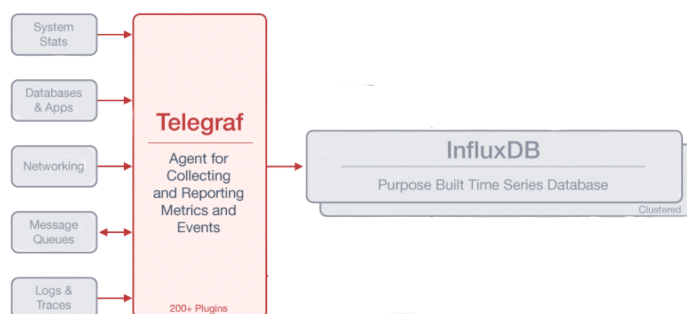 System
Stats
Databases
& Apps
Networking
Message
Queues
Logs &
Traces
Telegraf
Agent for
Collecting
and Reporting
Metrics and
Events
200+ Plugins
InfluxDB
Purpose Built Time Series Database
Clustered